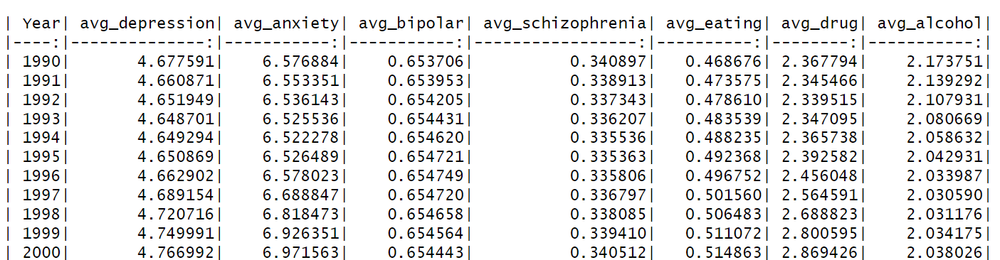 | Year| avg_depression| avg_anxiety| avg_bipolar| avg_schizophrenia| avg_eating| avg_drug| avg_alcohol|
|----:|--------------:|-----------:|-----------:|-----------------:|----------:|--------:|-----------:|
| 1990|       4.677591|    6.576884|    0.653706|          0.340897|   0.468676| 2.367794|    2.173751|
| 1991|       4.660871|    6.553351|    0.653953|          0.338913|   0.473575| 2.345466|    2.139292|
| 1992|       4.651949|    6.536143|    0.654205|          0.337343|   0.478610| 2.339515|    2.107931|
| 1993|       4.648701|    6.525536|    0.654431|          0.336207|   0.483539| 2.347095|    2.080669|
| 1994|       4.649294|    6.522278|    0.654620|          0.335536|   0.488235| 2.365738|    2.058632|
| 1995|       4.650869|    6.526489|    0.654721|          0.335363|   0.492368| 2.392582|    2.042931|
| 1996|       4.662902|    6.578023|    0.654749|          0.335806|   0.496752| 2.456048|    2.033987|
| 1997|       4.689154|    6.688847|    0.654720|          0.336797|   0.501560| 2.564591|    2.030590|
| 1998|       4.720716|    6.818473|    0.654658|          0.338085|   0.506483| 2.688823|    2.031176|
| 1999|       4.749991|    6.926351|    0.654564|          0.339410|   0.511072| 2.800595|    2.034175|
| 2000|       4.766992|    6.971563|    0.654443|          0.340512|   0.514863| 2.869426|    2.038026|